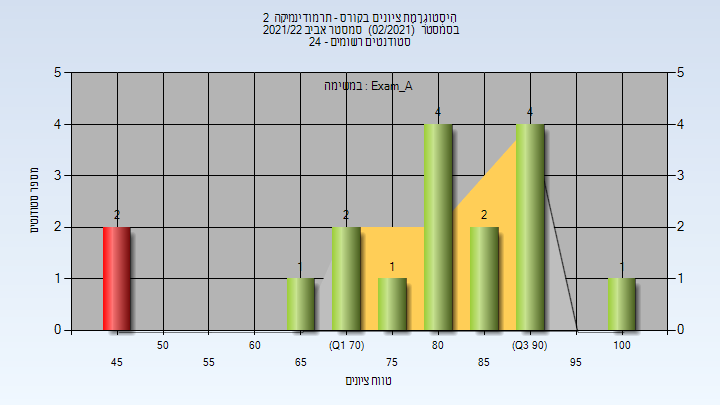 היסטוגרמת ציונים בקורס - תרמודינמיקה 2
בסמסטר (02/2021) סמסטר אביב 2021/22
סטודנטים רשומים - 24
במשימה : Exam_A
מספר סטודנטים
5 5
4 4
3 3
2 2
1 1
0 0
2 1 2 1 4 2 4 1
50 60 (Q1 70) 80 (Q3 90) 100
45 55 65 75 85 95
טווח ציונים